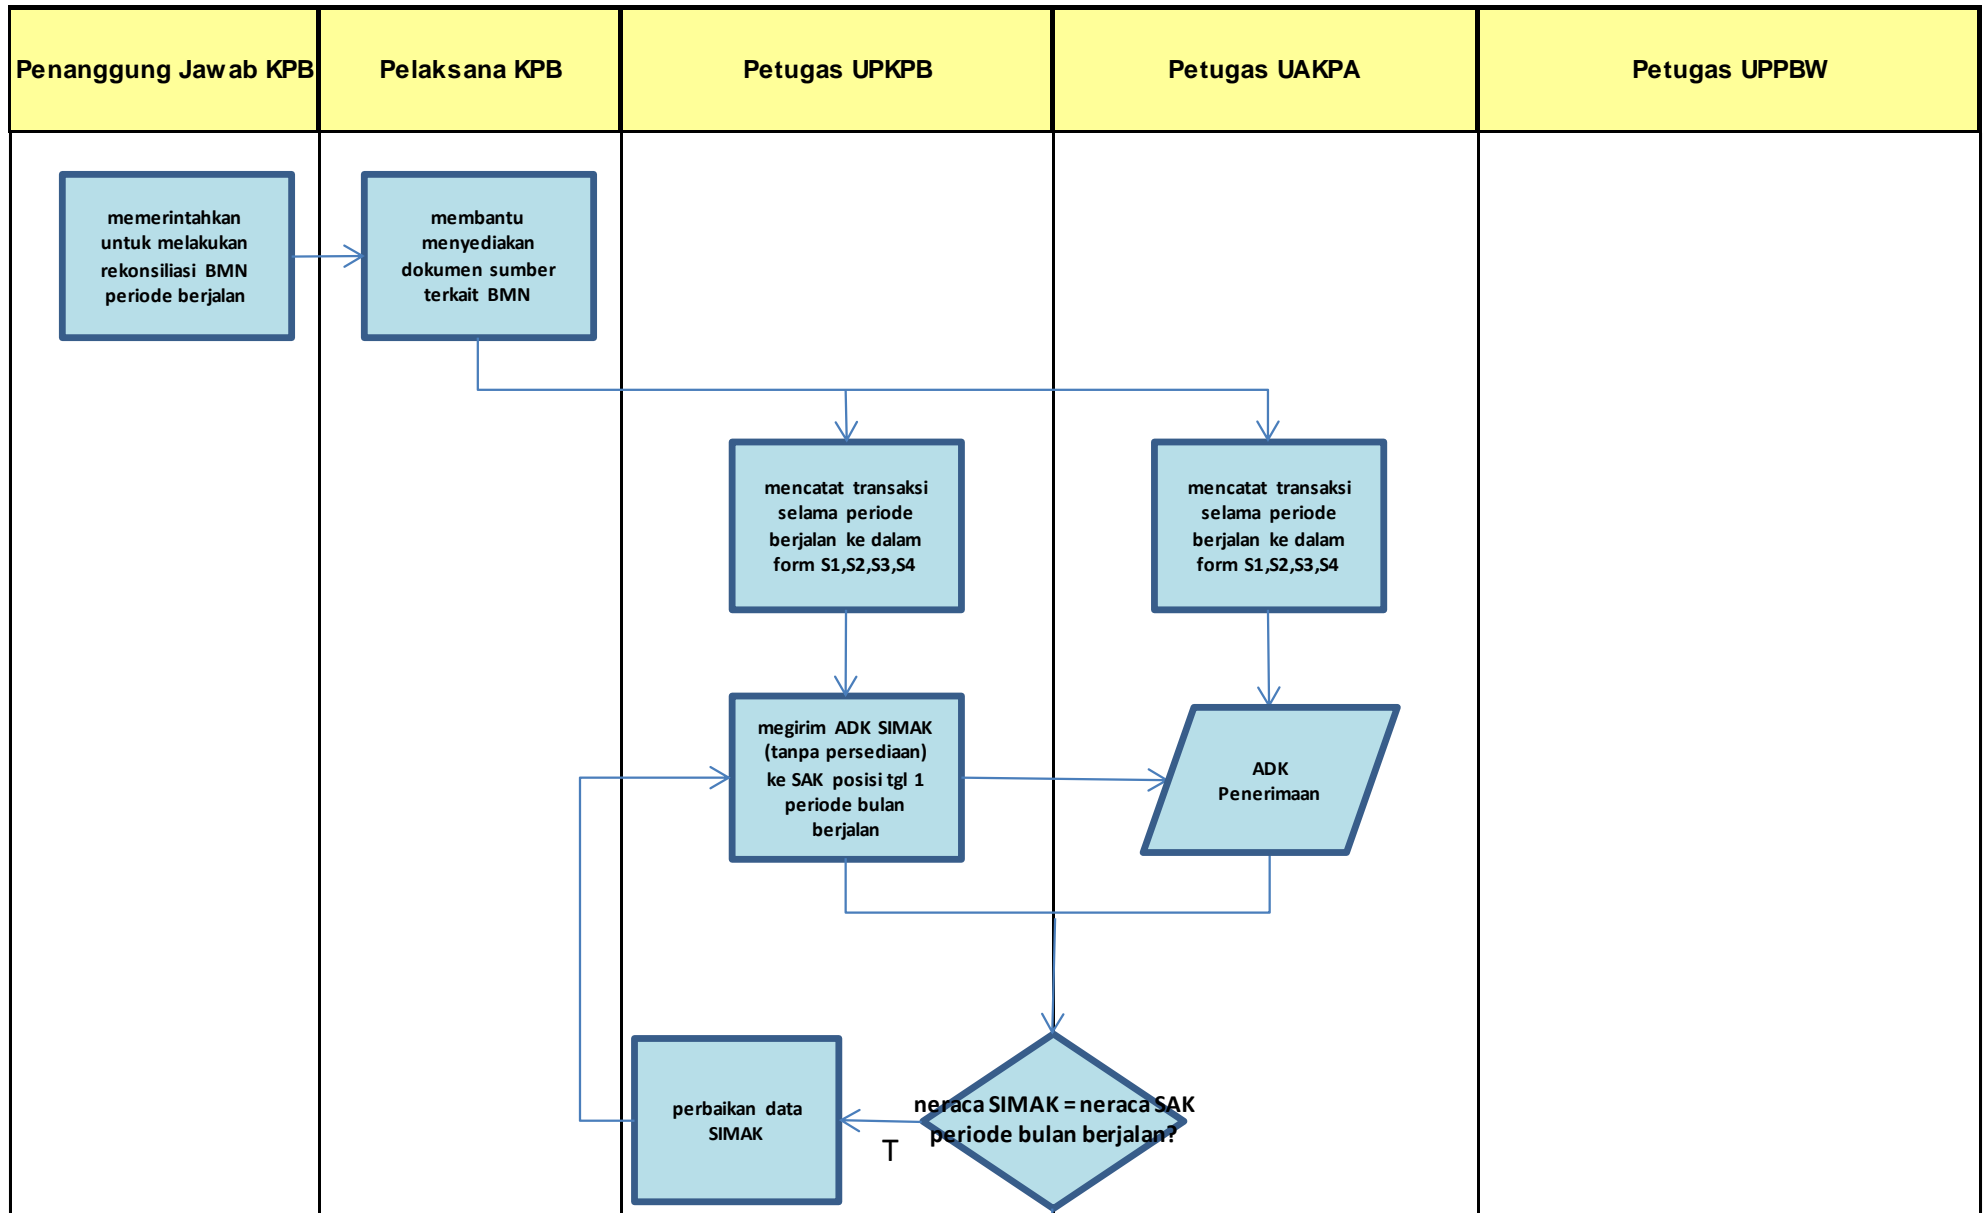 Penanggung Jawab KPB
Pelaksana KPB
Petugas UPKPB
Petugas UAKPA
Petugas UPPBW
memerintahkan
untuk melakukan
rekonsiliasi BMN
periode berjalan
membantu
menyediakan
dokumen sumber
terkait BMN
mencatat transaksi
selama periode
berjalan ke dalam
form S1,S2,S3,S4
mencatat transaksi
selama periode
berjalan ke dalam
form S1,S2,S3,S4
megirim ADK SIMAK
(tanpa persediaan)
ke SAK posisi tgl 1
periode bulan
berjalan
ADK
Penerimaan
perbaikan data
SIMAK
T
neraca SIMAK = neraca SAK
periode bulan berjalan?